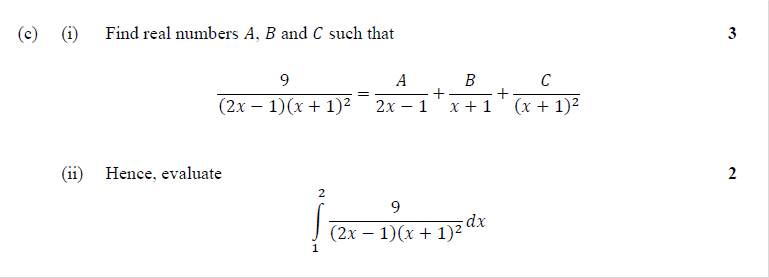 (c) (i) Find real numbers A, B and C such that 3
9/((2x − 1)(x + 1)²) = A/(2x − 1) + B/(x + 1) + C/(x + 1)²
(ii) Hence, evaluate 2
∫₁² 9/((2x − 1)(x + 1)²) dx